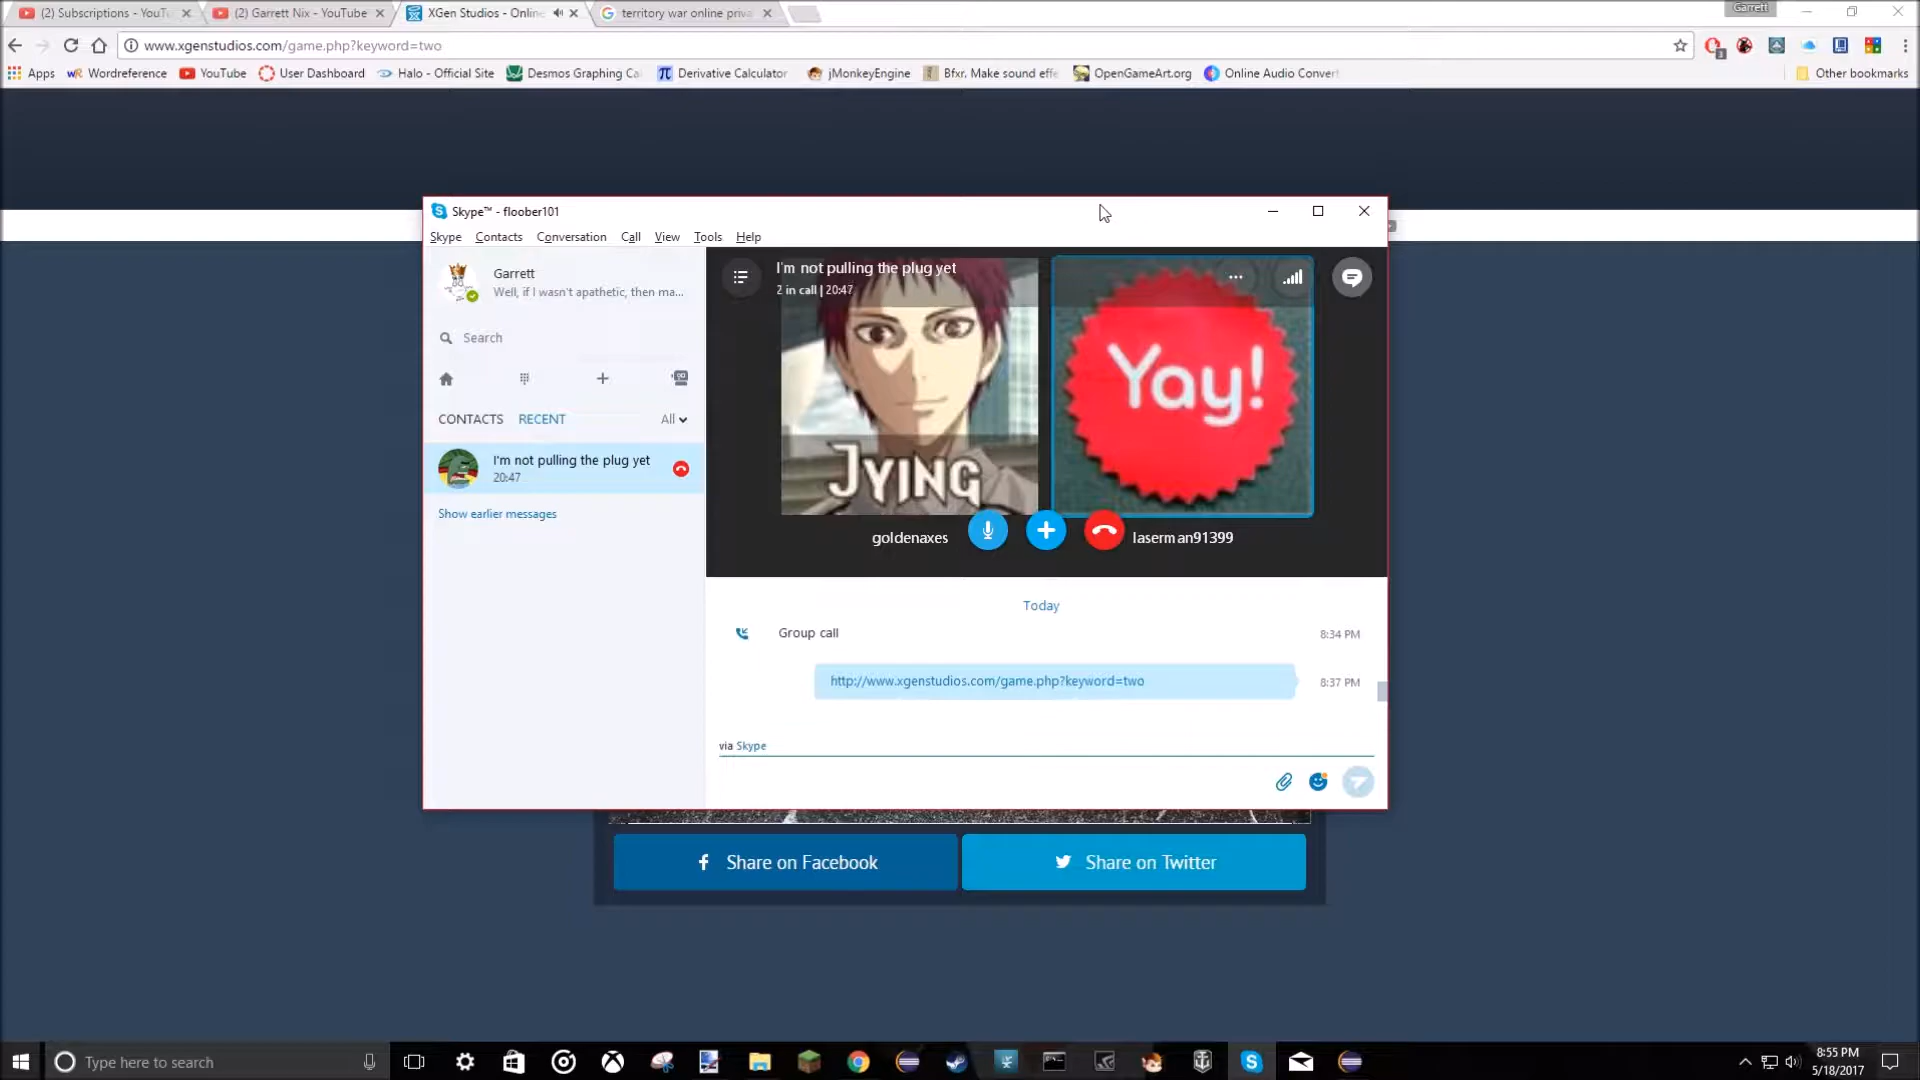 (2) Subscriptions - YouT
(2) Garrett Nix - YouTube
XGen Studios - Online
territory war online priva
Garrett
www.xgenstudios.com/game.php?keyword=two
3
Apps
Wordreference
YouTube
User Dashboard
Halo - Official Site
Desmos Graphing Ca
Derivative Calculator
jMonkeyEngine
Bfxr. Make sound effe
OpenGameArt.org
Online Audio Convert
Other bookmarks
Skype™ - floober101
Skype
Contacts
Conversation
Call
View
Tools
Help
Garrett
Well, if I wasn't apathetic, then ma...
Search
CONTACTS
RECENT
All
I'm not pulling the plug yet
20:47
Show earlier messages
I'm not pulling the plug yet
2 in call | 20:47
JYING
Yay!
goldenaxes
laserman91399
Today
Group call
8:34 PM
http://www.xgenstudios.com/game.php?keyword=two
8:37 PM
via Skype
Share on Facebook
Share on Twitter
Type here to search
8:55 PM
5/18/2017